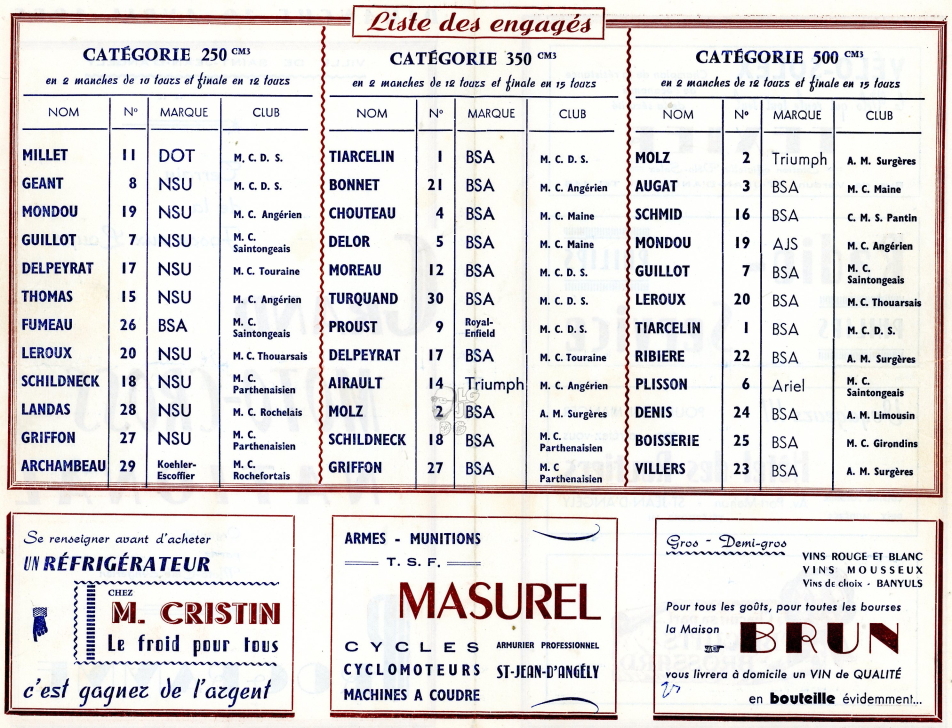 Liste des engagés
CATÉGORIE 250 CM3
en 2 manches de 10 tours et finale en 12 tours
NOM N° MARQUE CLUB
MILLET 11 DOT M. C. D. S.
GEANT 8 NSU M. C. D. S.
MONDOU 19 NSU M. C. Angérien
GUILLOT 7 NSU M. C. Saintongeais
DELPEYRAT 17 NSU M. C. Touraine
THOMAS 15 NSU M. C. Angérien
FUMEAU 26 BSA M. C. Saintongeais
LEROUX 20 NSU M. C. Thouarsais
SCHILDNECK 18 NSU M. C. Parthenaisien
LANDAS 28 NSU M. C. Rochelais
GRIFFON 27 NSU M. C. Parthenaisien
ARCHAMBEAU 29 Koehler-Escoffier M. C. Rochefortais
CATÉGORIE 350 CM3
en 2 manches de 12 tours et finale en 15 tours
NOM N° MARQUE CLUB
TIARCELIN 1 BSA M. C. D. S.
BONNET 21 BSA M. C. Angérien
CHOUTEAU 4 BSA M. C. Maine
DELOR 5 BSA M. C. Maine
MOREAU 12 BSA M. C. D. S.
TURQUAND 30 BSA M. C. D. S.
PROUST 9 Royal-Enfield M. C. D. S.
DELPEYRAT 17 BSA M. C. Touraine
AIRAULT 14 Triumph M. C. Angérien
MOLZ 2 BSA A. M. Surgères
SCHILDNECK 18 BSA M. C. Parthenaisien
GRIFFON 27 BSA M. C Parthenaisien
CATÉGORIE 500 CM3
en 2 manches de 12 tours et finale en 15 tours
NOM N° MARQUE CLUB
MOLZ 2 Triumph A. M. Surgères
AUGAT 3 BSA M. C. Maine
SCHMID 16 BSA C. M. S. Pantin
MONDOU 19 AJS M. C. Angérien
GUILLOT 7 BSA M. C. Saintongeais
LEROUX 20 BSA M. C. Thouarsais
TIARCELIN 1 BSA M. C. D. S.
RIBIERE 22 BSA A. M. Surgères
PLISSON 6 Ariel M. C. Saintongeais
DENIS 24 BSA A. M. Limousin
BOISSERIE 25 BSA M. C. Girondins
VILLERS 23 BSA A. M. Surgères
Se renseigner avant d'acheter
UN RÉFRIGÉRATEUR
CHEZ
M. CRISTIN
Le froid pour tous
c'est gagner de l'argent
ARMES - MUNITIONS
T. S. F.
MASUREL
CYCLES
CYCLOMOTEURS
MACHINES A COUDRE
ARMURIER PROFESSIONNEL
ST-JEAN-D'ANGÉLY
Gros - Demi-gros
VINS ROUGE ET BLANC
VINS MOUSSEUX
Vins de choix - BANYULS
Pour tous les goûts, pour toutes les bourses
la Maison BRUN
vous livrera à domicile un VIN de QUALITÉ
en bouteille évidemment...